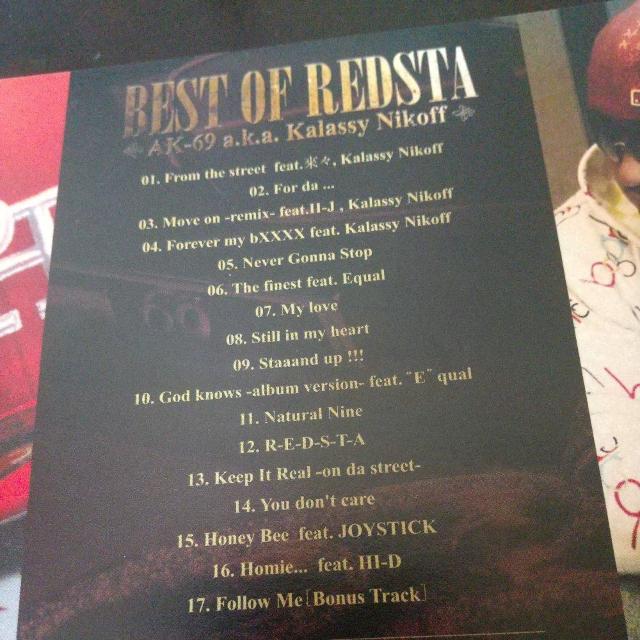 BEST OF REDSTA
AK-69 a.k.a. Kalassy Nikoff
01. From the street feat.來々, Kalassy Nikoff
02. For da ...
03. Move on -remix- feat.II-J , Kalassy Nikoff
04. Forever my bXXXX feat. Kalassy Nikoff
05. Never Gonna Stop
06. The finest feat. Equal
07. My love
08. Still in my heart
09. Staaand up !!!
10. God knows -album version- feat. "E" qual
11. Natural Nine
12. R-E-D-S-T-A
13. Keep It Real -on da street-
14. You don't care
15. Honey Bee feat. JOYSTICK
16. Homie... feat. HI-D
17. Follow Me [Bonus Track]